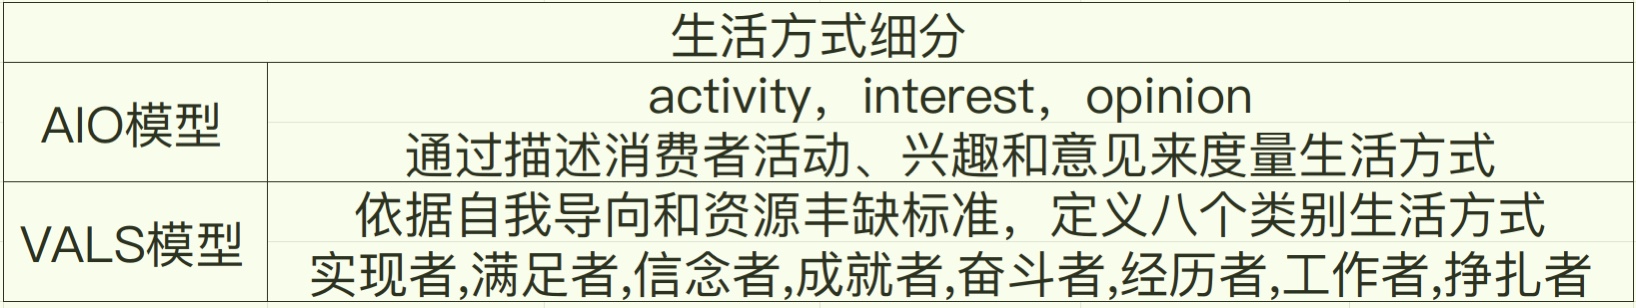 生活方式细分
AIO模型
activity，interest，opinion
通过描述消费者活动、兴趣和意见来度量生活方式
VALS模型
依据自我导向和资源丰缺标准，定义八个类别生活方式
实现者,满足者,信念者,成就者,奋斗者,经历者,工作者,挣扎者